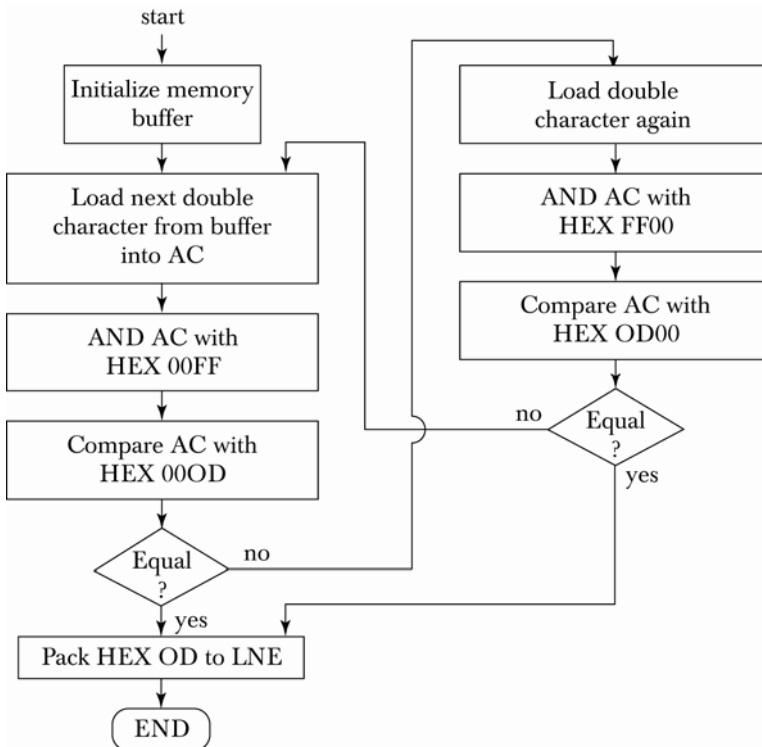 start
Initialize memory
buffer
Load next double
character from buffer
into AC
AND AC with
HEX 00FF
Compare AC with
HEX 00OD
Equal
?
no
yes
Pack HEX OD to LNE
END
Load double
character again
AND AC with
HEX FF00
Compare AC with
HEX OD00
Equal
?
no
yes